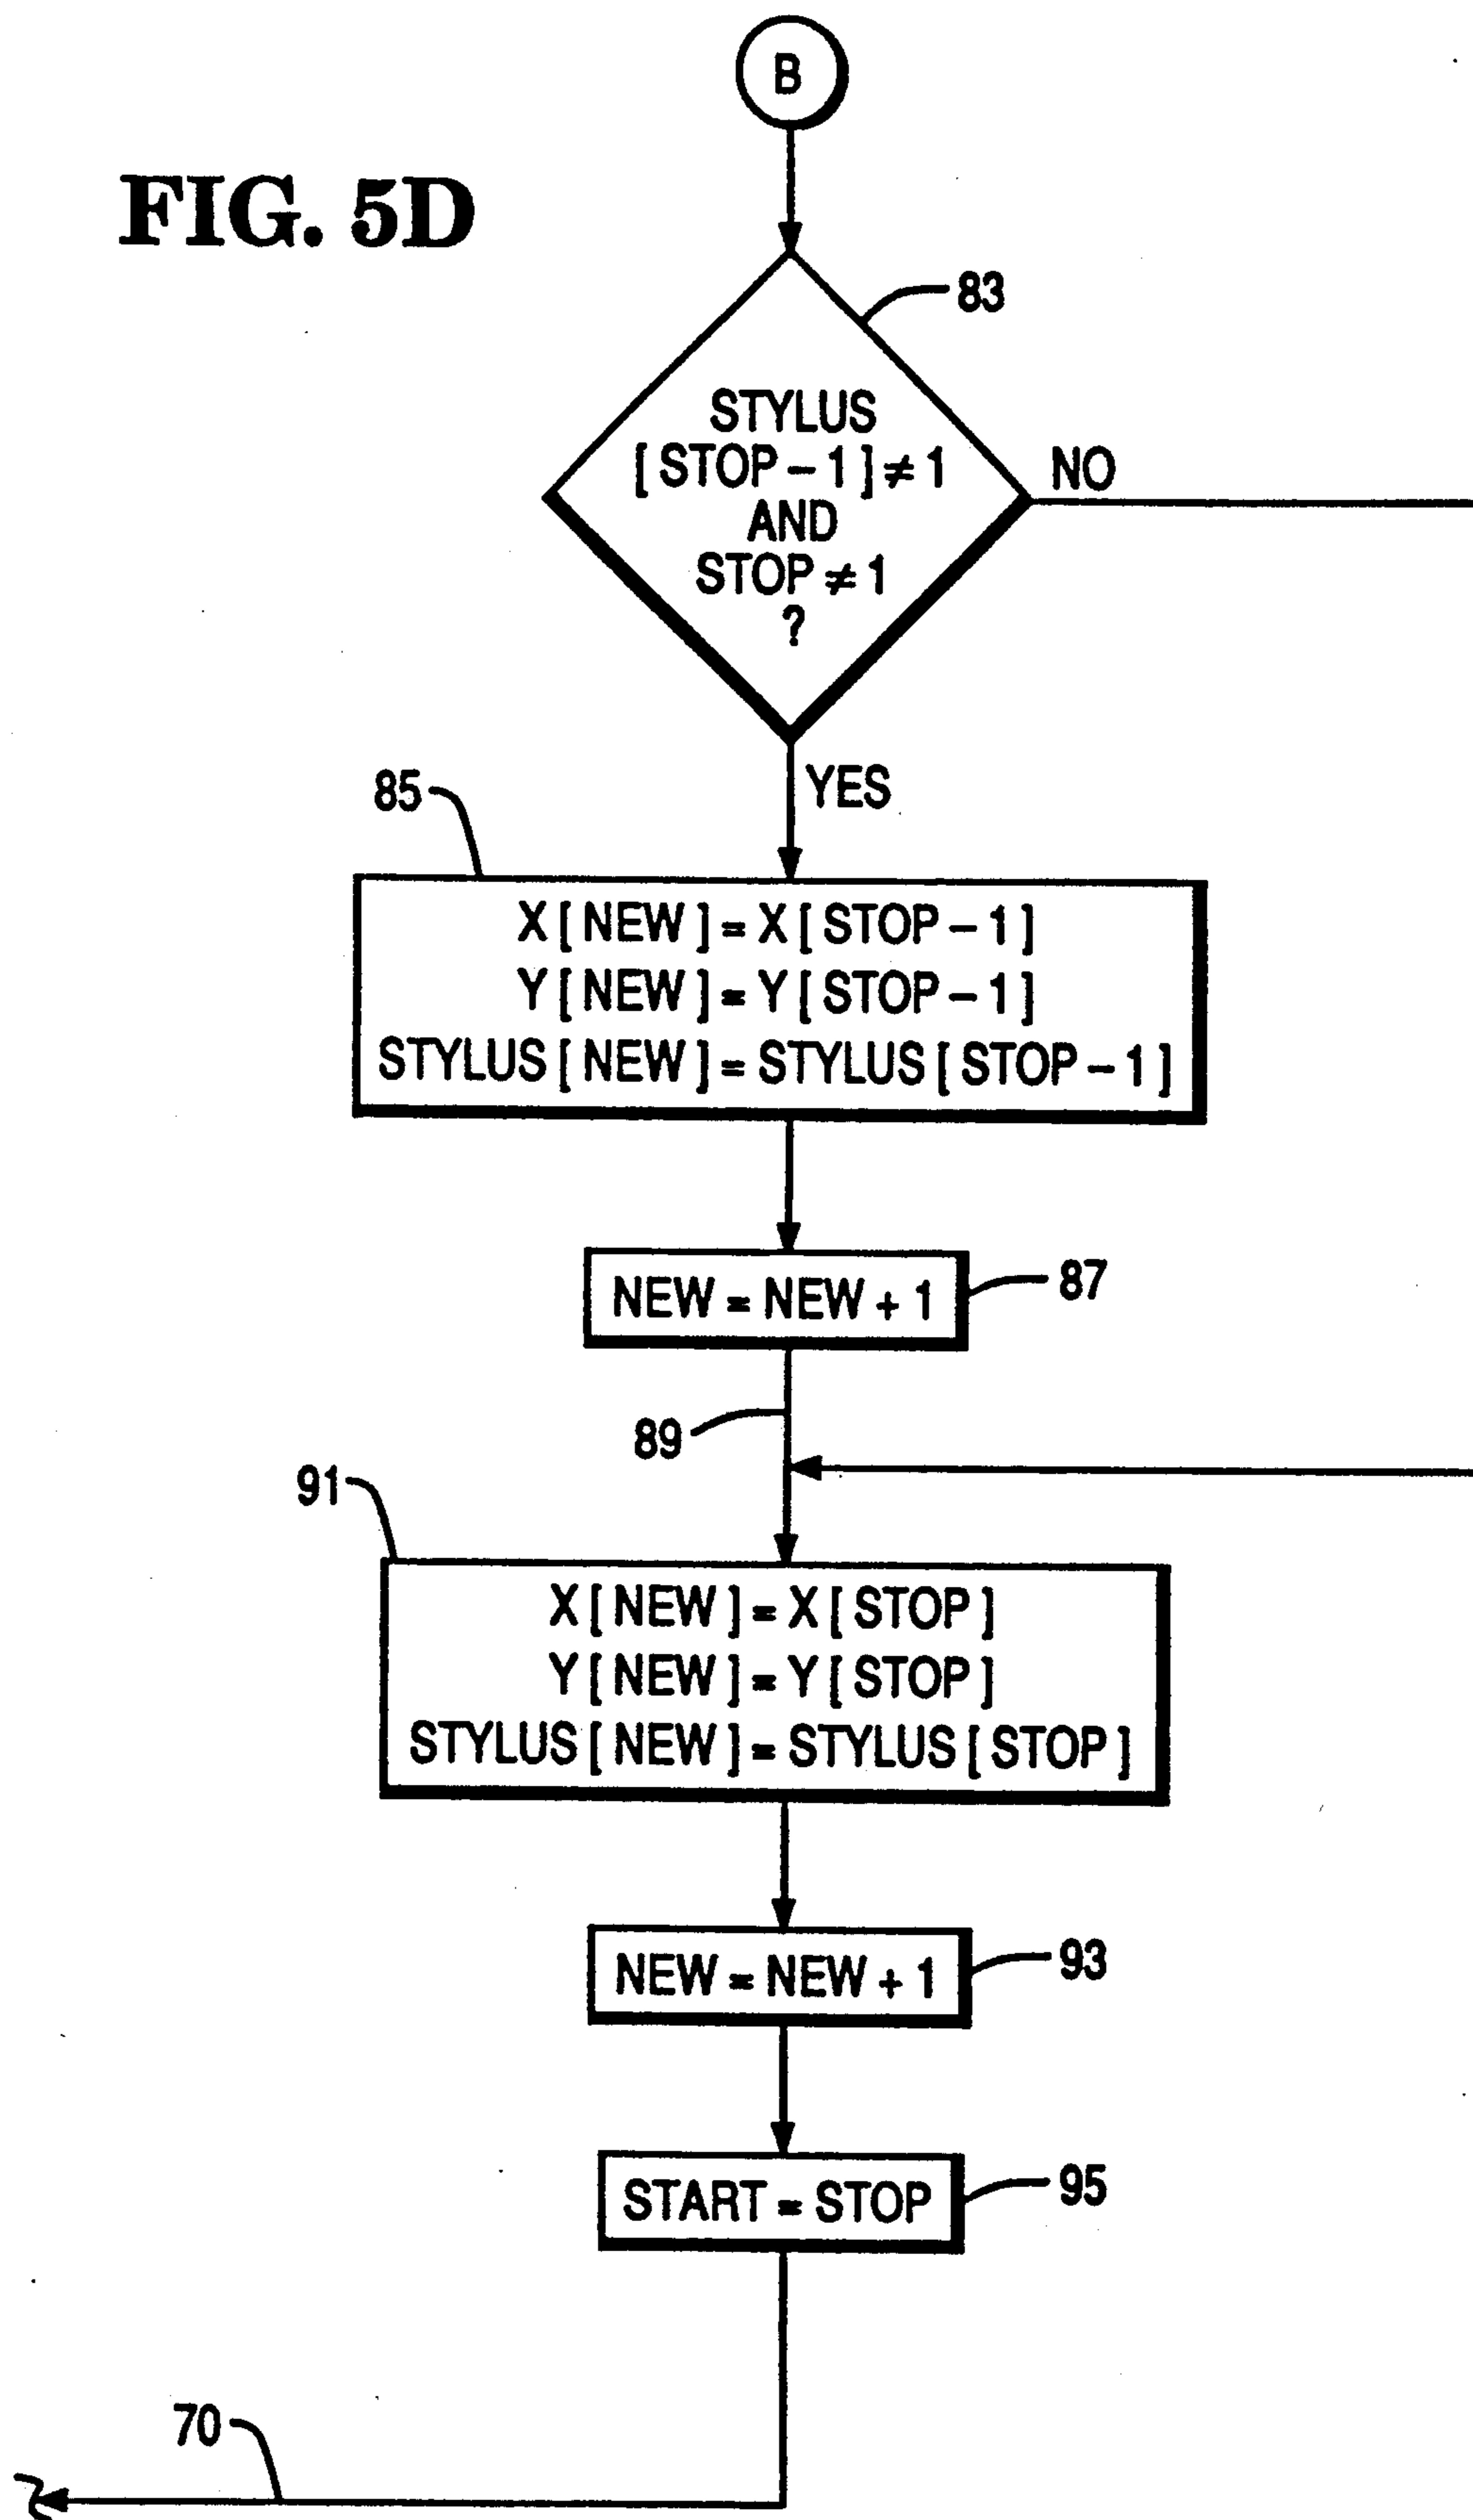 B
FIG. 5D
83
STYLUS
[STOP-1]≠1
AND
STOP≠1
?
NO
YES
85
X[NEW]=X[STOP-1]
Y[NEW]=Y[STOP-1]
STYLUS[NEW]=STYLUS[STOP-1]
NEW=NEW+1
87
89
91
X[NEW]=X[STOP]
Y[NEW]=Y[STOP]
STYLUS[NEW]=STYLUS[STOP]
NEW=NEW+1
93
START=STOP
95
70